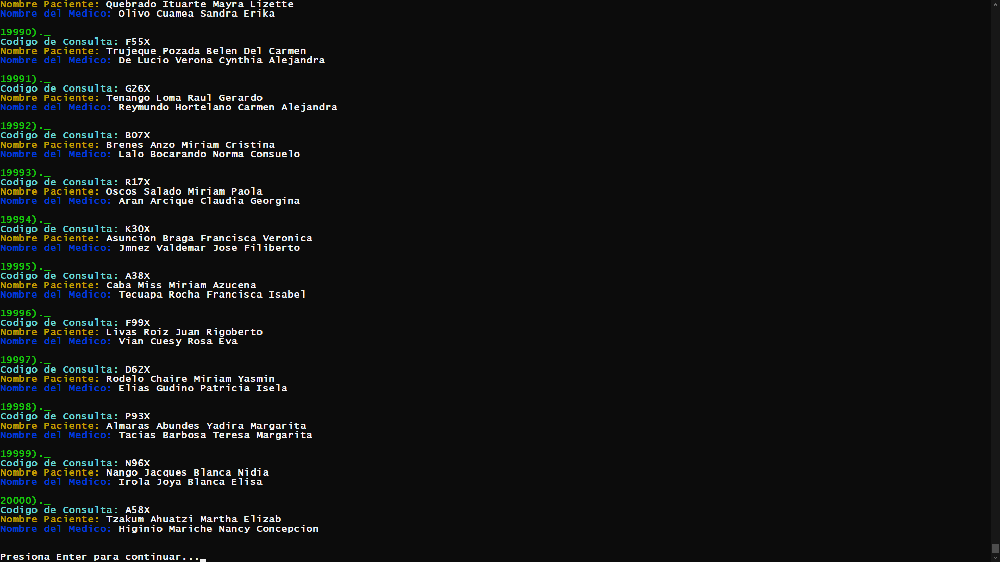 Nombre Paciente: Quebrado Ituarte Mayra Lizette
Nombre del Medico: Olivo Cuamea Sandra Erika
19990)._
Codigo de Consulta: F55X
Nombre Paciente: Trujeque Pozada Belen Del Carmen
Nombre del Medico: De Lucio Verona Cynthia Alejandra
19991)._
Codigo de Consulta: G26X
Nombre Paciente: Tenango Loma Raul Gerardo
Nombre del Medico: Reymundo Hortelano Carmen Alejandra
19992)._
Codigo de Consulta: B07X
Nombre Paciente: Brenes Anzo Miriam Cristina
Nombre del Medico: Lalo Bocarando Norma Consuelo
19993)._
Codigo de Consulta: R17X
Nombre Paciente: Oscos Salado Miriam Paola
Nombre del Medico: Aran Arcique Claudia Georgina
19994)._
Codigo de Consulta: K30X
Nombre Paciente: Asuncion Braga Francisca Veronica
Nombre del Medico: Jmnez Valdemar Jose Filiberto
19995)._
Codigo de Consulta: A38X
Nombre Paciente: Caba Miss Miriam Azucena
Nombre del Medico: Tecuapa Rocha Francisca Isabel
19996)._
Codigo de Consulta: F99X
Nombre Paciente: Livas Roiz Juan Rigoberto
Nombre del Medico: Vian Cuesy Rosa Eva
19997)._
Codigo de Consulta: D62X
Nombre Paciente: Rodelo Chaire Miriam Yasmin
Nombre del Medico: Elias Gudino Patricia Isela
19998)._
Codigo de Consulta: P93X
Nombre Paciente: Almaras Abundes Yadira Margarita
Nombre del Medico: Tacias Barbosa Teresa Margarita
19999)._
Codigo de Consulta: N96X
Nombre Paciente: Nango Jacques Blanca Nidia
Nombre del Medico: Irola Joya Blanca Elisa
20000)._
Codigo de Consulta: A58X
Nombre Paciente: Tzakum Ahuatzi Martha Elizab
Nombre del Medico: Higinio Mariche Nancy Concepcion
Presiona Enter para continuar..._